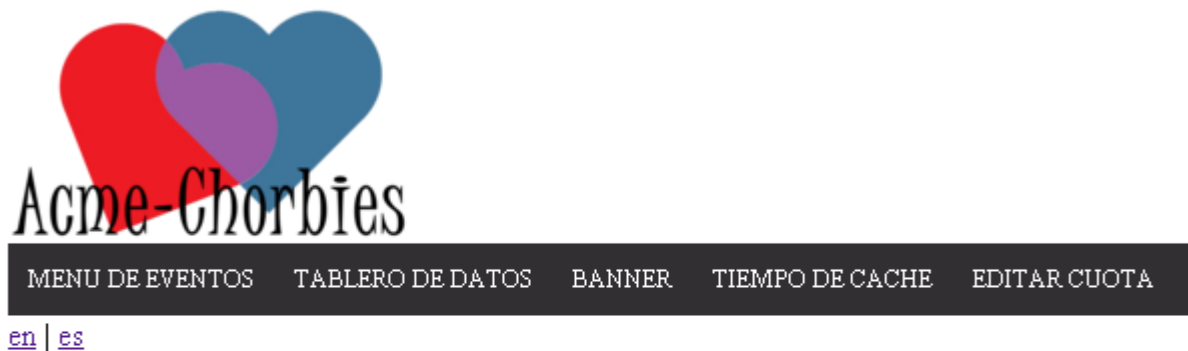 Acme-Chorbies
MENU DE EVENTOS TABLERO DE DATOS BANNER TIEMPO DE CACHE EDITAR CUOTA
en | es